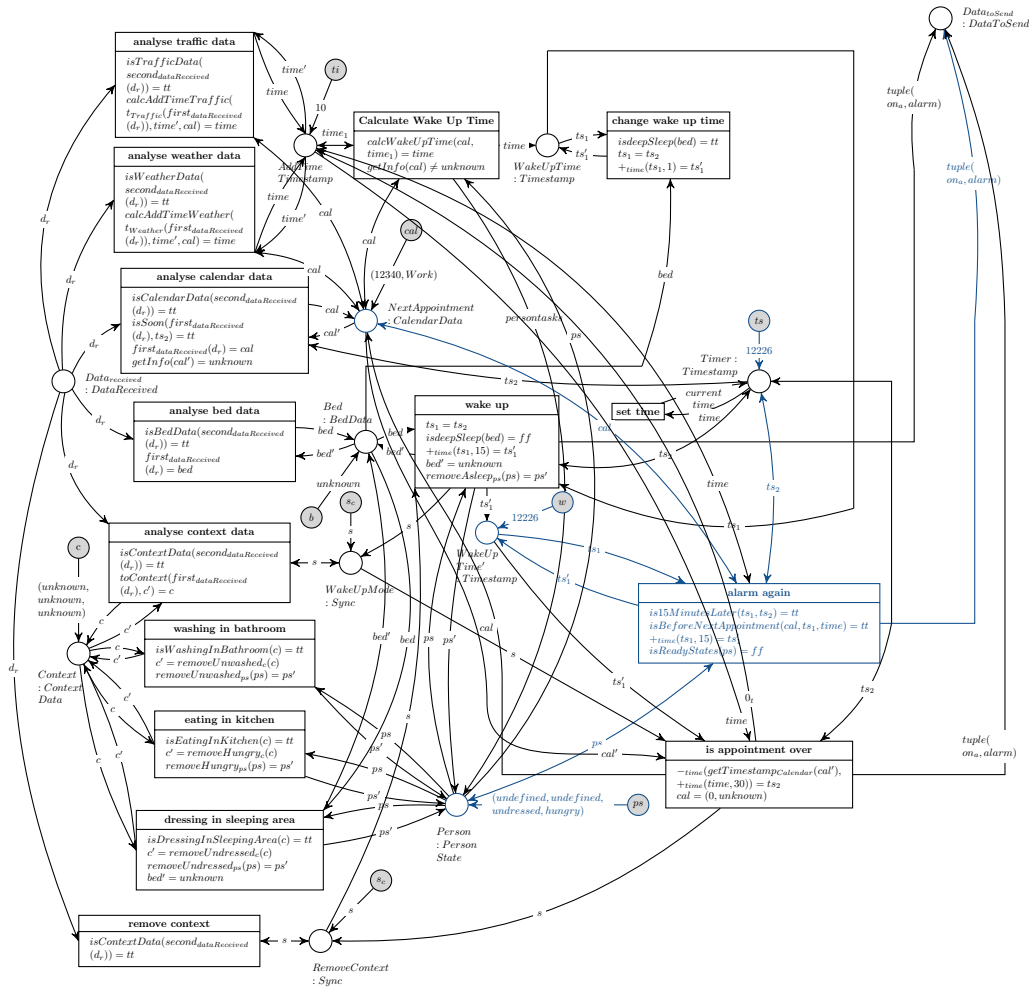 Data_toSend
: DataToSend
analyse traffic data
isTrafficData(
second_dataReceived
(d_r)) = tt
calcAddTimeTraffic(
t_Traffic(first_dataReceived
(d_r)), time', cal) = time
time'
time
ti
10
time_1
AddTime
Timestamp
Calculate Wake Up Time
calcWakeUpTime(cal,
time_1) = time
getInfo(cal) ≠ unknown
time
WakeUpTime
: Timestamp
ts_1
ts'_1
change wake up time
isdeepSleep(bed) = tt
ts_1 = ts_2
+_time(ts_1, 1) = ts'_1
tuple(
on_a, alarm)
tuple(
on_a, alarm)
analyse weather data
isWeatherData(
second_dataReceived
(d_r)) = tt
calcAddTimeWeather(
t_Weather(first_dataReceived
(d_r)), time', cal) = time
time
time'
cal
cal
cal
cal
(12340, Work)
d_r
d_r
bed
analyse calendar data
isCalendarData(second_dataReceived
(d_r)) = tt
isSoon(first_dataReceived
(d_r), ts_2) = tt
first_dataReceived(d_r) = cal
getInfo(cal') = unknown
cal
cal'
NextAppointment
: CalendarData
persontasks
ps
ts
12226
Timer :
Timestamp
ts_2
d_r
Data_received
: DataReceived
current
time
time
set time
analyse bed data
isBedData(second_dataReceived
(d_r)) = tt
first_dataReceived
(d_r) = bed
d_r
Bed
: BedData
bed
bed'
bed
bed'
unknown
b
wake up
ts_1 = ts_2
isdeepSleep(bed) = ff
+_time(ts_1, 15) = ts'_1
bed' = unknown
removeAsleep_ps(ps) = ps'
cal
ts_2
time
ts_2
d_r
s_c
s
ts'_1
w
12226
ts_1
WakeUp
Time'
: Timestamp
ts_1
ts'_1
analyse context data
isContextData(second_dataReceived
(d_r)) = tt
toContext(first_dataReceived
(d_r), c') = c
s
s
WakeUpMode
: Sync
c
(unknown,
unknown,
unknown)
c
c'
alarm again
is15MinutesLater(ts_1, ts_2) = tt
isBeforeNextAppointment(cal, ts_1, time) = tt
+_time(ts_1, 15) = ts'_1
isReadyStates(ps) = ff
washing in bathroom
isWashingInBathroom(c) = tt
c' = removeUnwashed_c(c)
removeUnwashed_ps(ps) = ps'
c
c'
Context
: Context
Data
d_r
bed'
bed
ps
ps'
cal
s
ts'_1
ts_2
0_t
time
c'
c
c
c'
eating in kitchen
isEatingInKitchen(c) = tt
c' = removeHungry_c(c)
removeHungry_ps(ps) = ps'
s
ps
ps'
ps
ps'
ps
ps'
ps
cal'
tuple(
on_a, alarm)
is appointment over
−_time(getTimestamp_Calendar(cal'),
+_time(time, 30)) = ts_2
cal = (0, unknown)
(undefined, undefined,
undressed, hungry)
ps
Person
: Person
State
dressing in sleeping area
isDressingInSleepingArea(c) = tt
c' = removeUndressed_c(c)
removeUndressed_ps(ps) = ps'
bed' = unknown
s_c
s
s
remove context
isContextData(second_dataReceived
(d_r)) = tt
s
RemoveContext
: Sync